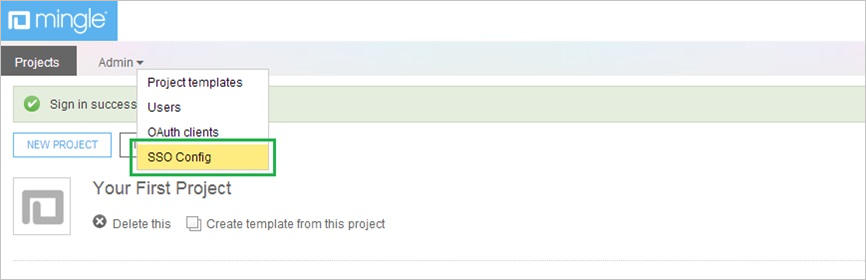 mingle
Projects Admin
Project templates
Sign in success
Users
OAuth clients
NEW PROJECT
SSO Config
Your First Project
Delete this Create template from this project